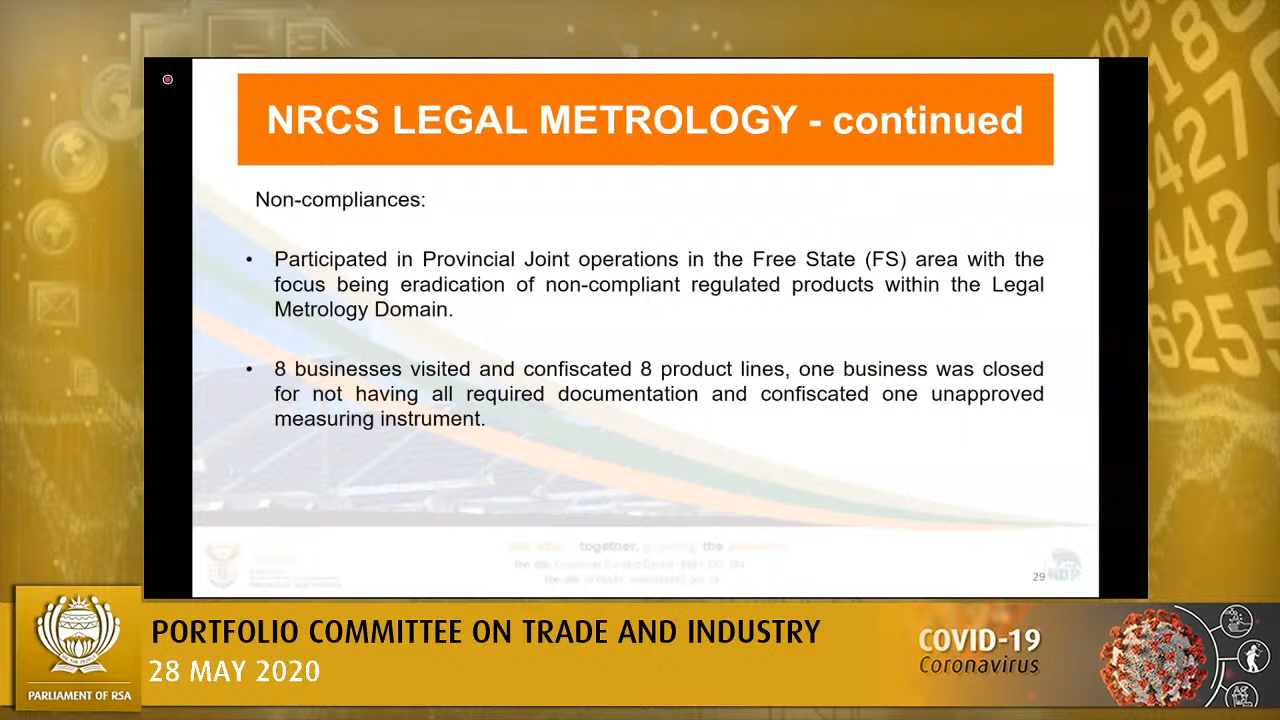 NRCS LEGAL METROLOGY - continued
Non-compliances:
• Participated in Provincial Joint operations in the Free State (FS) area with the
focus being eradication of non-compliant regulated products within the Legal
Metrology Domain.
• 8 businesses visited and confiscated 8 product lines, one business was closed
for not having all required documentation and confiscated one unapproved
measuring instrument.
together, the
29
NDP
PORTFOLIO COMMITTEE ON TRADE AND INDUSTRY
28 MAY 2020
PARLIAMENT OF RSA
COVID-19
Coronavirus